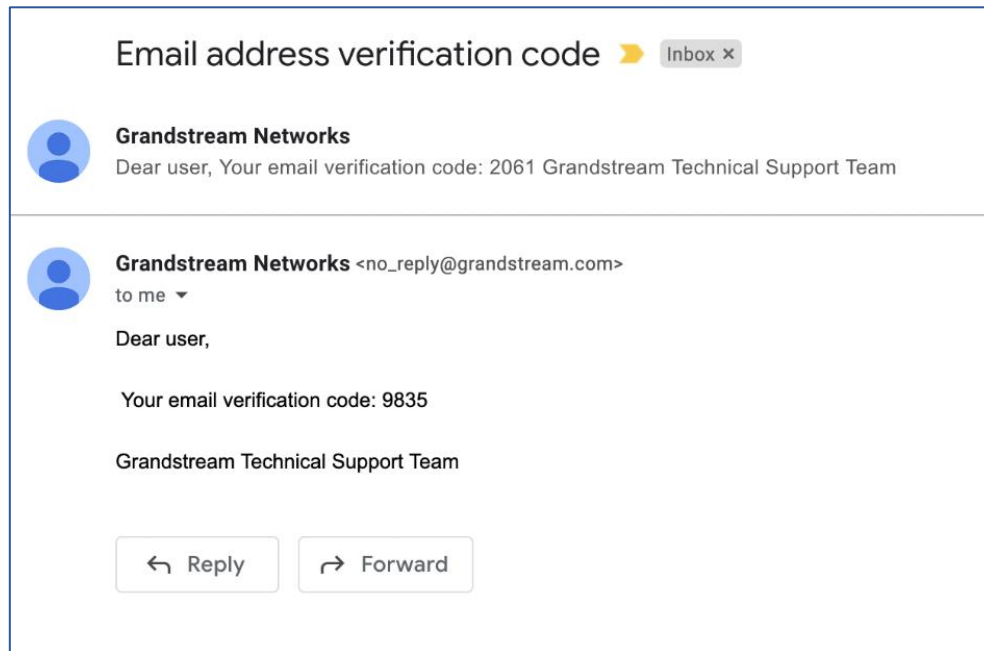 Email address verification code Inbox ×
Grandstream Networks
Dear user, Your email verification code: 2061 Grandstream Technical Support Team
Grandstream Networks <no_reply@grandstream.com>
to me
Dear user,
Your email verification code: 9835
Grandstream Technical Support Team
Reply Forward